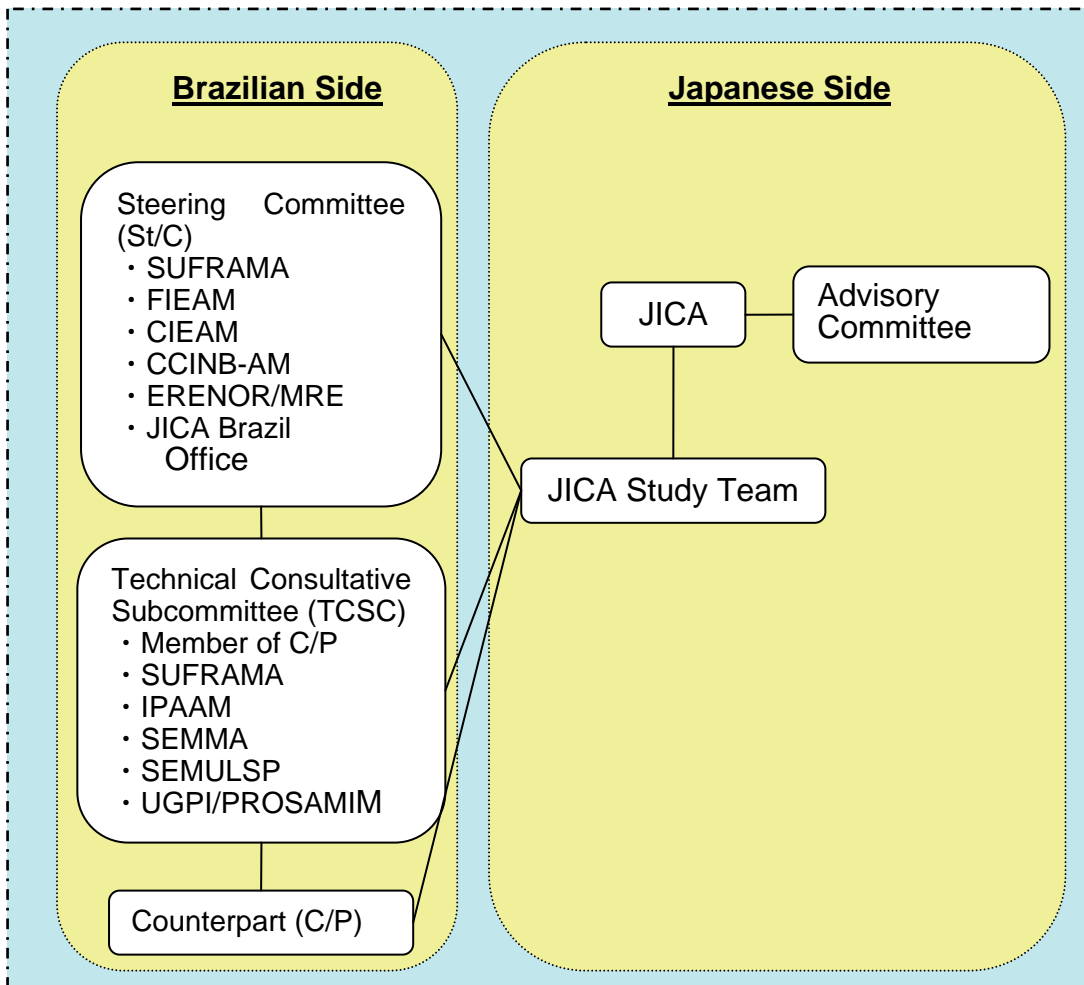 Brazilian Side
Steering Committee
(St/C)
・SUFRAMA
・FIEAM
・CIEAM
・CCINB-AM
・ERENOR/MRE
・JICA Brazil
Office
Technical Consultative
Subcommittee (TCSC)
・Member of C/P
・SUFRAMA
・IPAAM
・SEMMA
・SEMULSP
・UGPI/PROSAMIM
Counterpart (C/P)
Japanese Side
JICA
Advisory
Committee
JICA Study Team